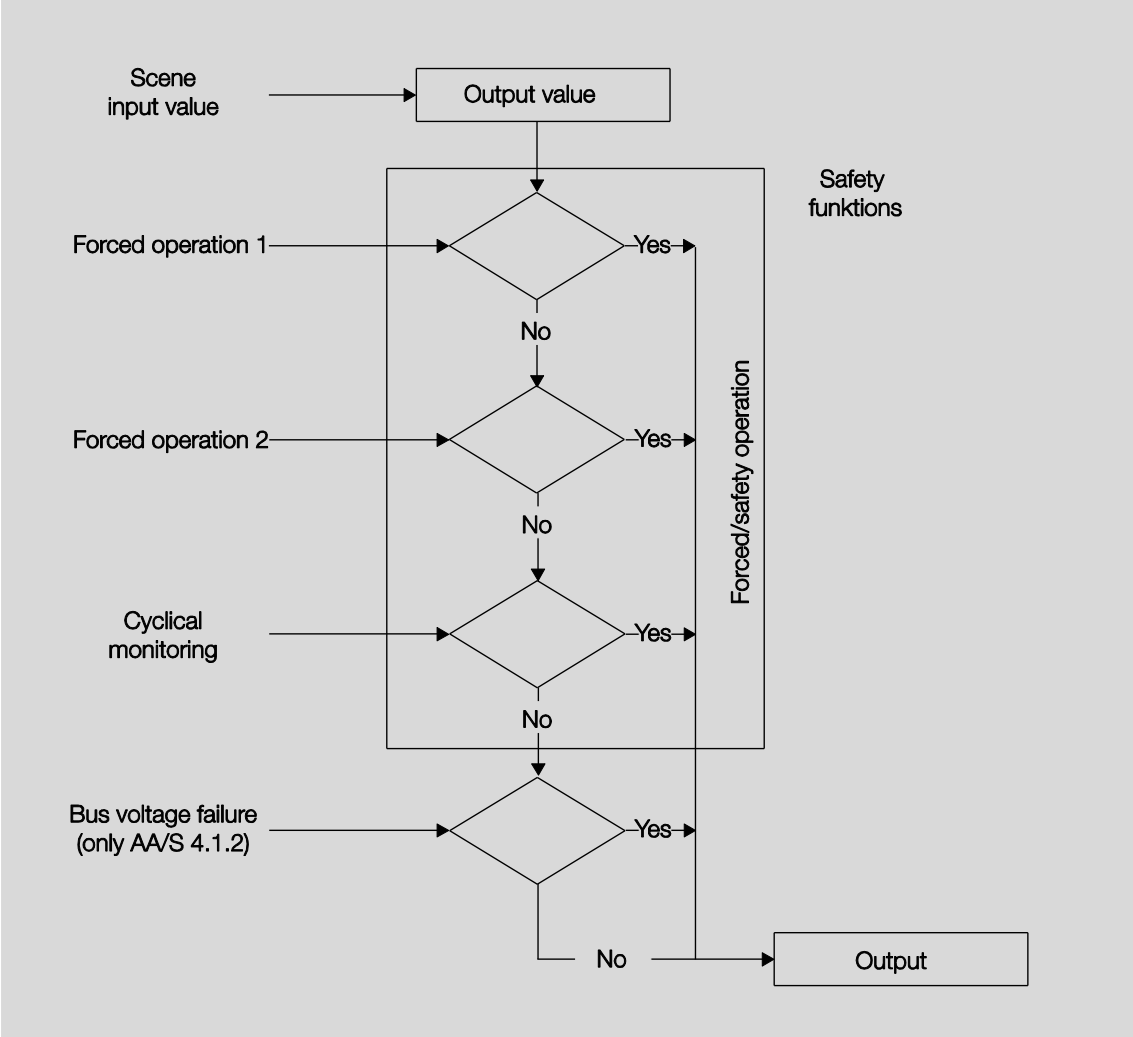 Scene
input value
Output value
Safety
funktions
Forced operation 1
Yes
No
Forced operation 2
Yes
Forced/safety operation
No
Cyclical
monitoring
Yes
No
Bus voltage failure
(only AA/S 4.1.2)
Yes
No
Output